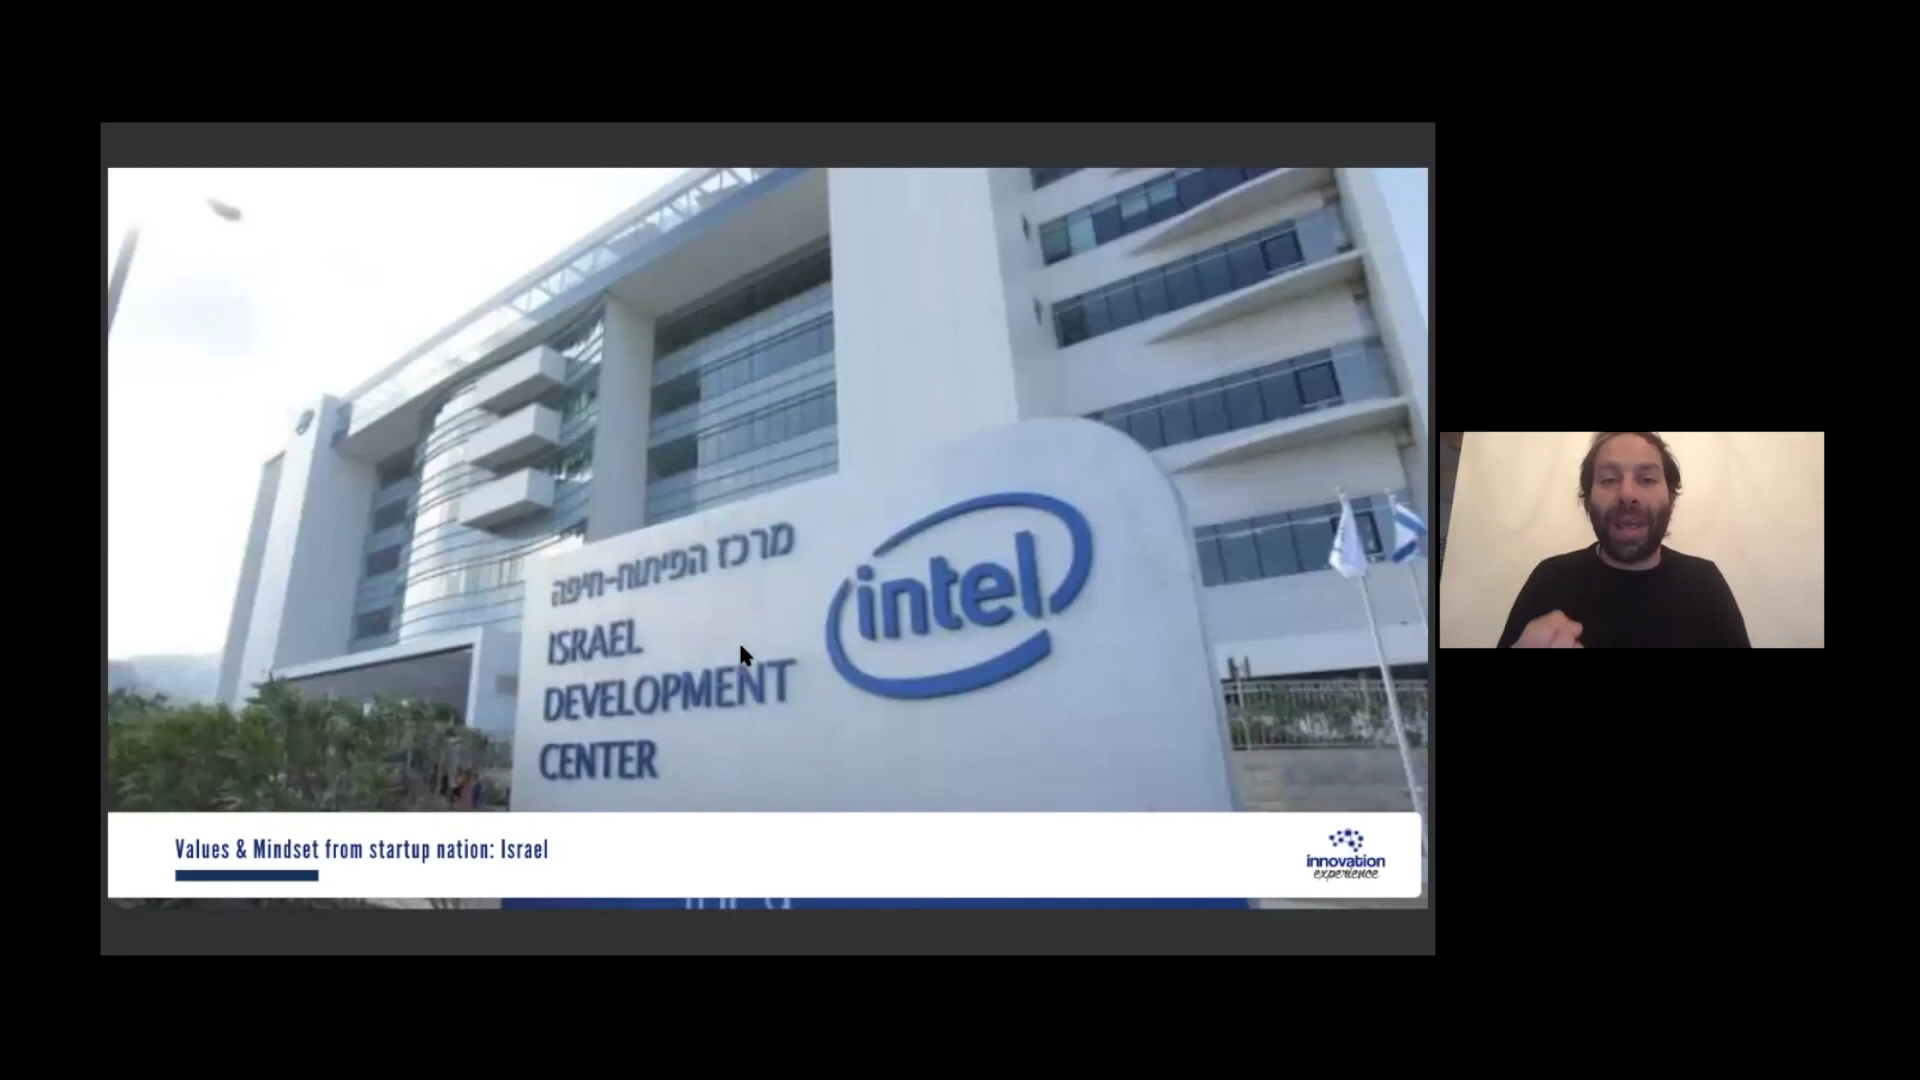 מרכז הפיתוח-חיפה
ISRAEL
DEVELOPMENT
CENTER
intel
Values & Mindset from startup nation: Israel
innovation
experience